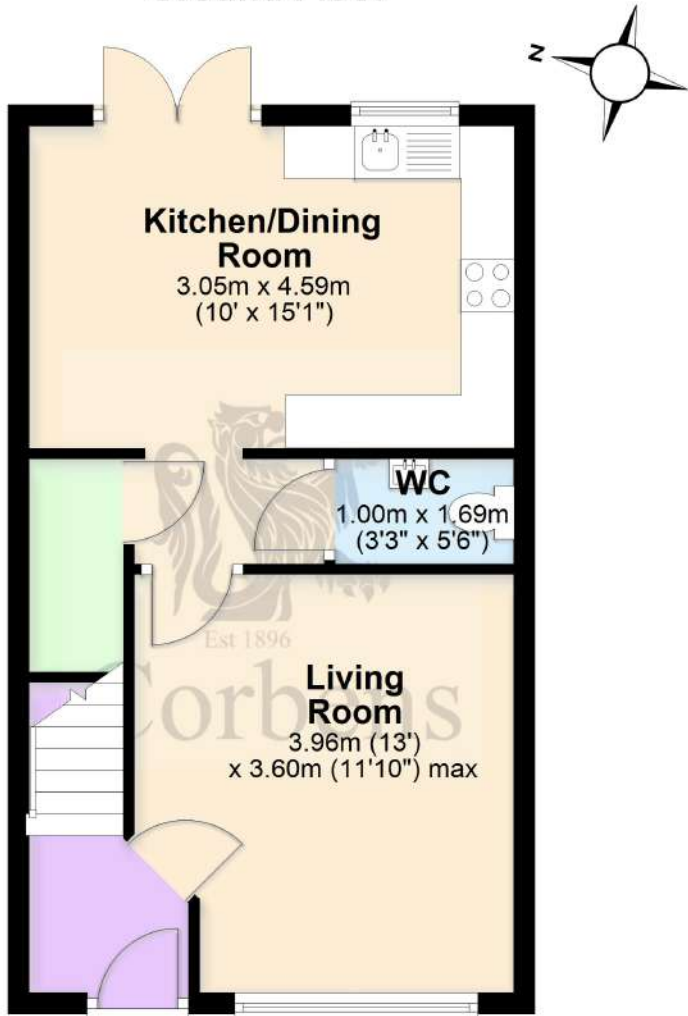 N
Kitchen/Dining
Room
3.05m x 4.59m
(10' x 15'1")
WC
1.00m x 1.69m
(3'3" x 5'6")
Est 1896
Corbens
Living
Room
3.96m (13')
x 3.60m (11'10") max